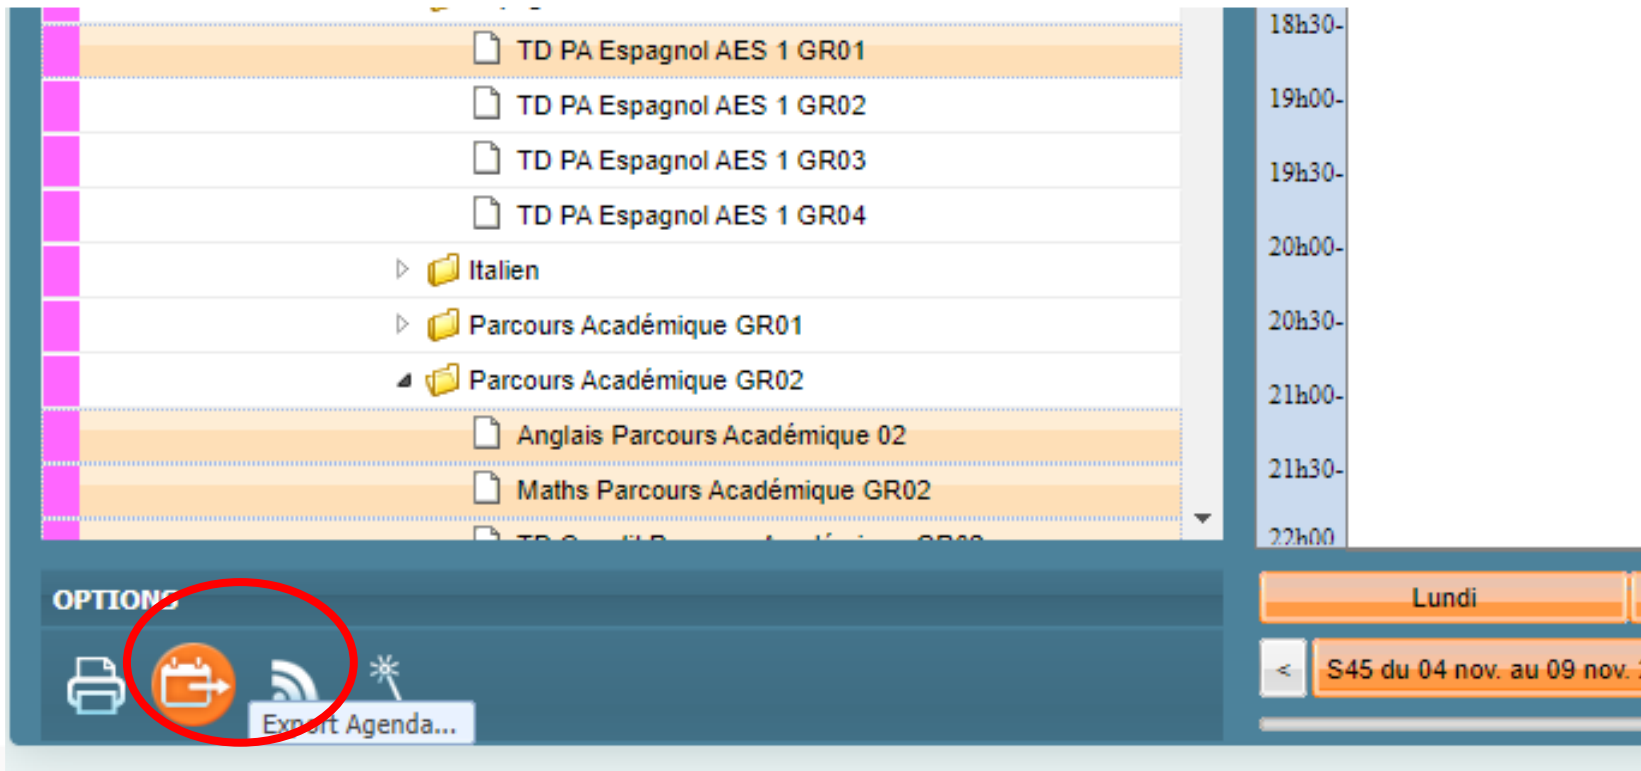 TD PA Espagnol AES 1 GR01
TD PA Espagnol AES 1 GR02
TD PA Espagnol AES 1 GR03
TD PA Espagnol AES 1 GR04
Italien
Parcours Académique GR01
Parcours Académique GR02
Anglais Parcours Académique 02
Maths Parcours Académique GR02
OPTIONS
Export Agenda...
18h30-
19h00-
19h30-
20h00-
20h30-
21h00-
21h30-
22h00
Lundi
<
S45 du 04 nov. au 09 nov.